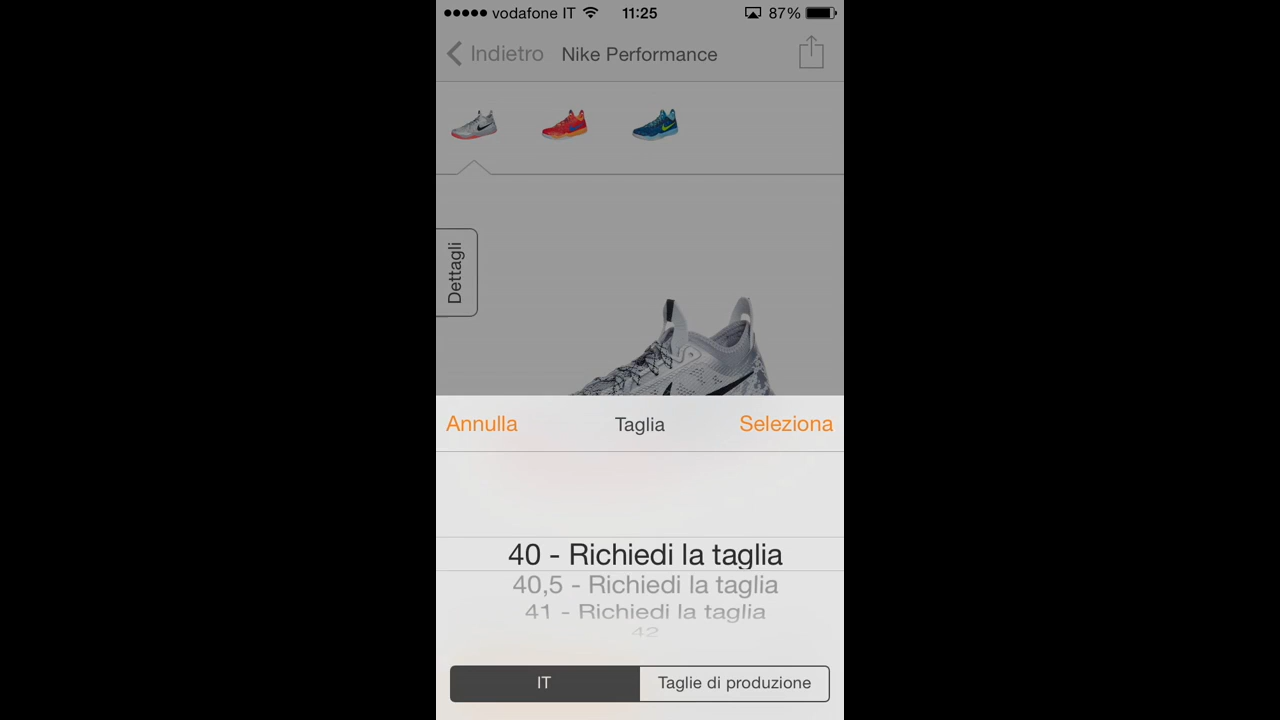 vodafone IT 11:25 87%
Indietro Nike Performance
Dettagli
Annulla Taglia Seleziona
40 - Richiedi la taglia
40,5 - Richiedi la taglia
41 - Richiedi la taglia
42
IT Taglie di produzione